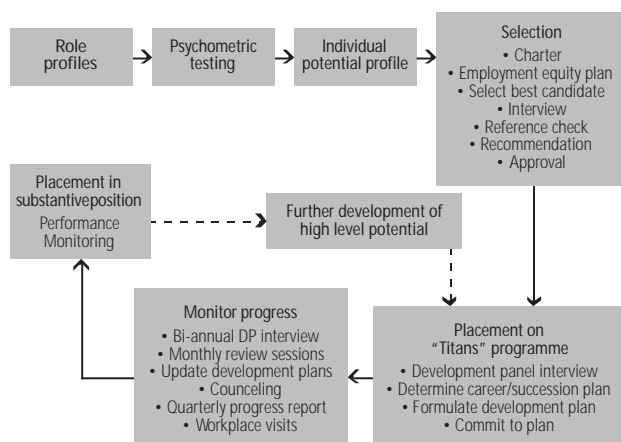 Role
profiles
Psychometric
testing
Individual
potential profile
Selection
• Charter
• Employment equity plan
• Select best candidate
• Interview
• Reference check
• Recommendation
• Approval
Placement in
substantiveposition
Performance
Monitoring
Further development of
high level potential
Monitor progress
• Bi-annual DP interview
• Monthly review sessions
• Update development plans
• Counceling
• Quarterly progress report
• Workplace visits
Placement on
“Titans” programme
• Development panel interview
• Determine career/succession plan
• Formulate development plan
• Commit to plan